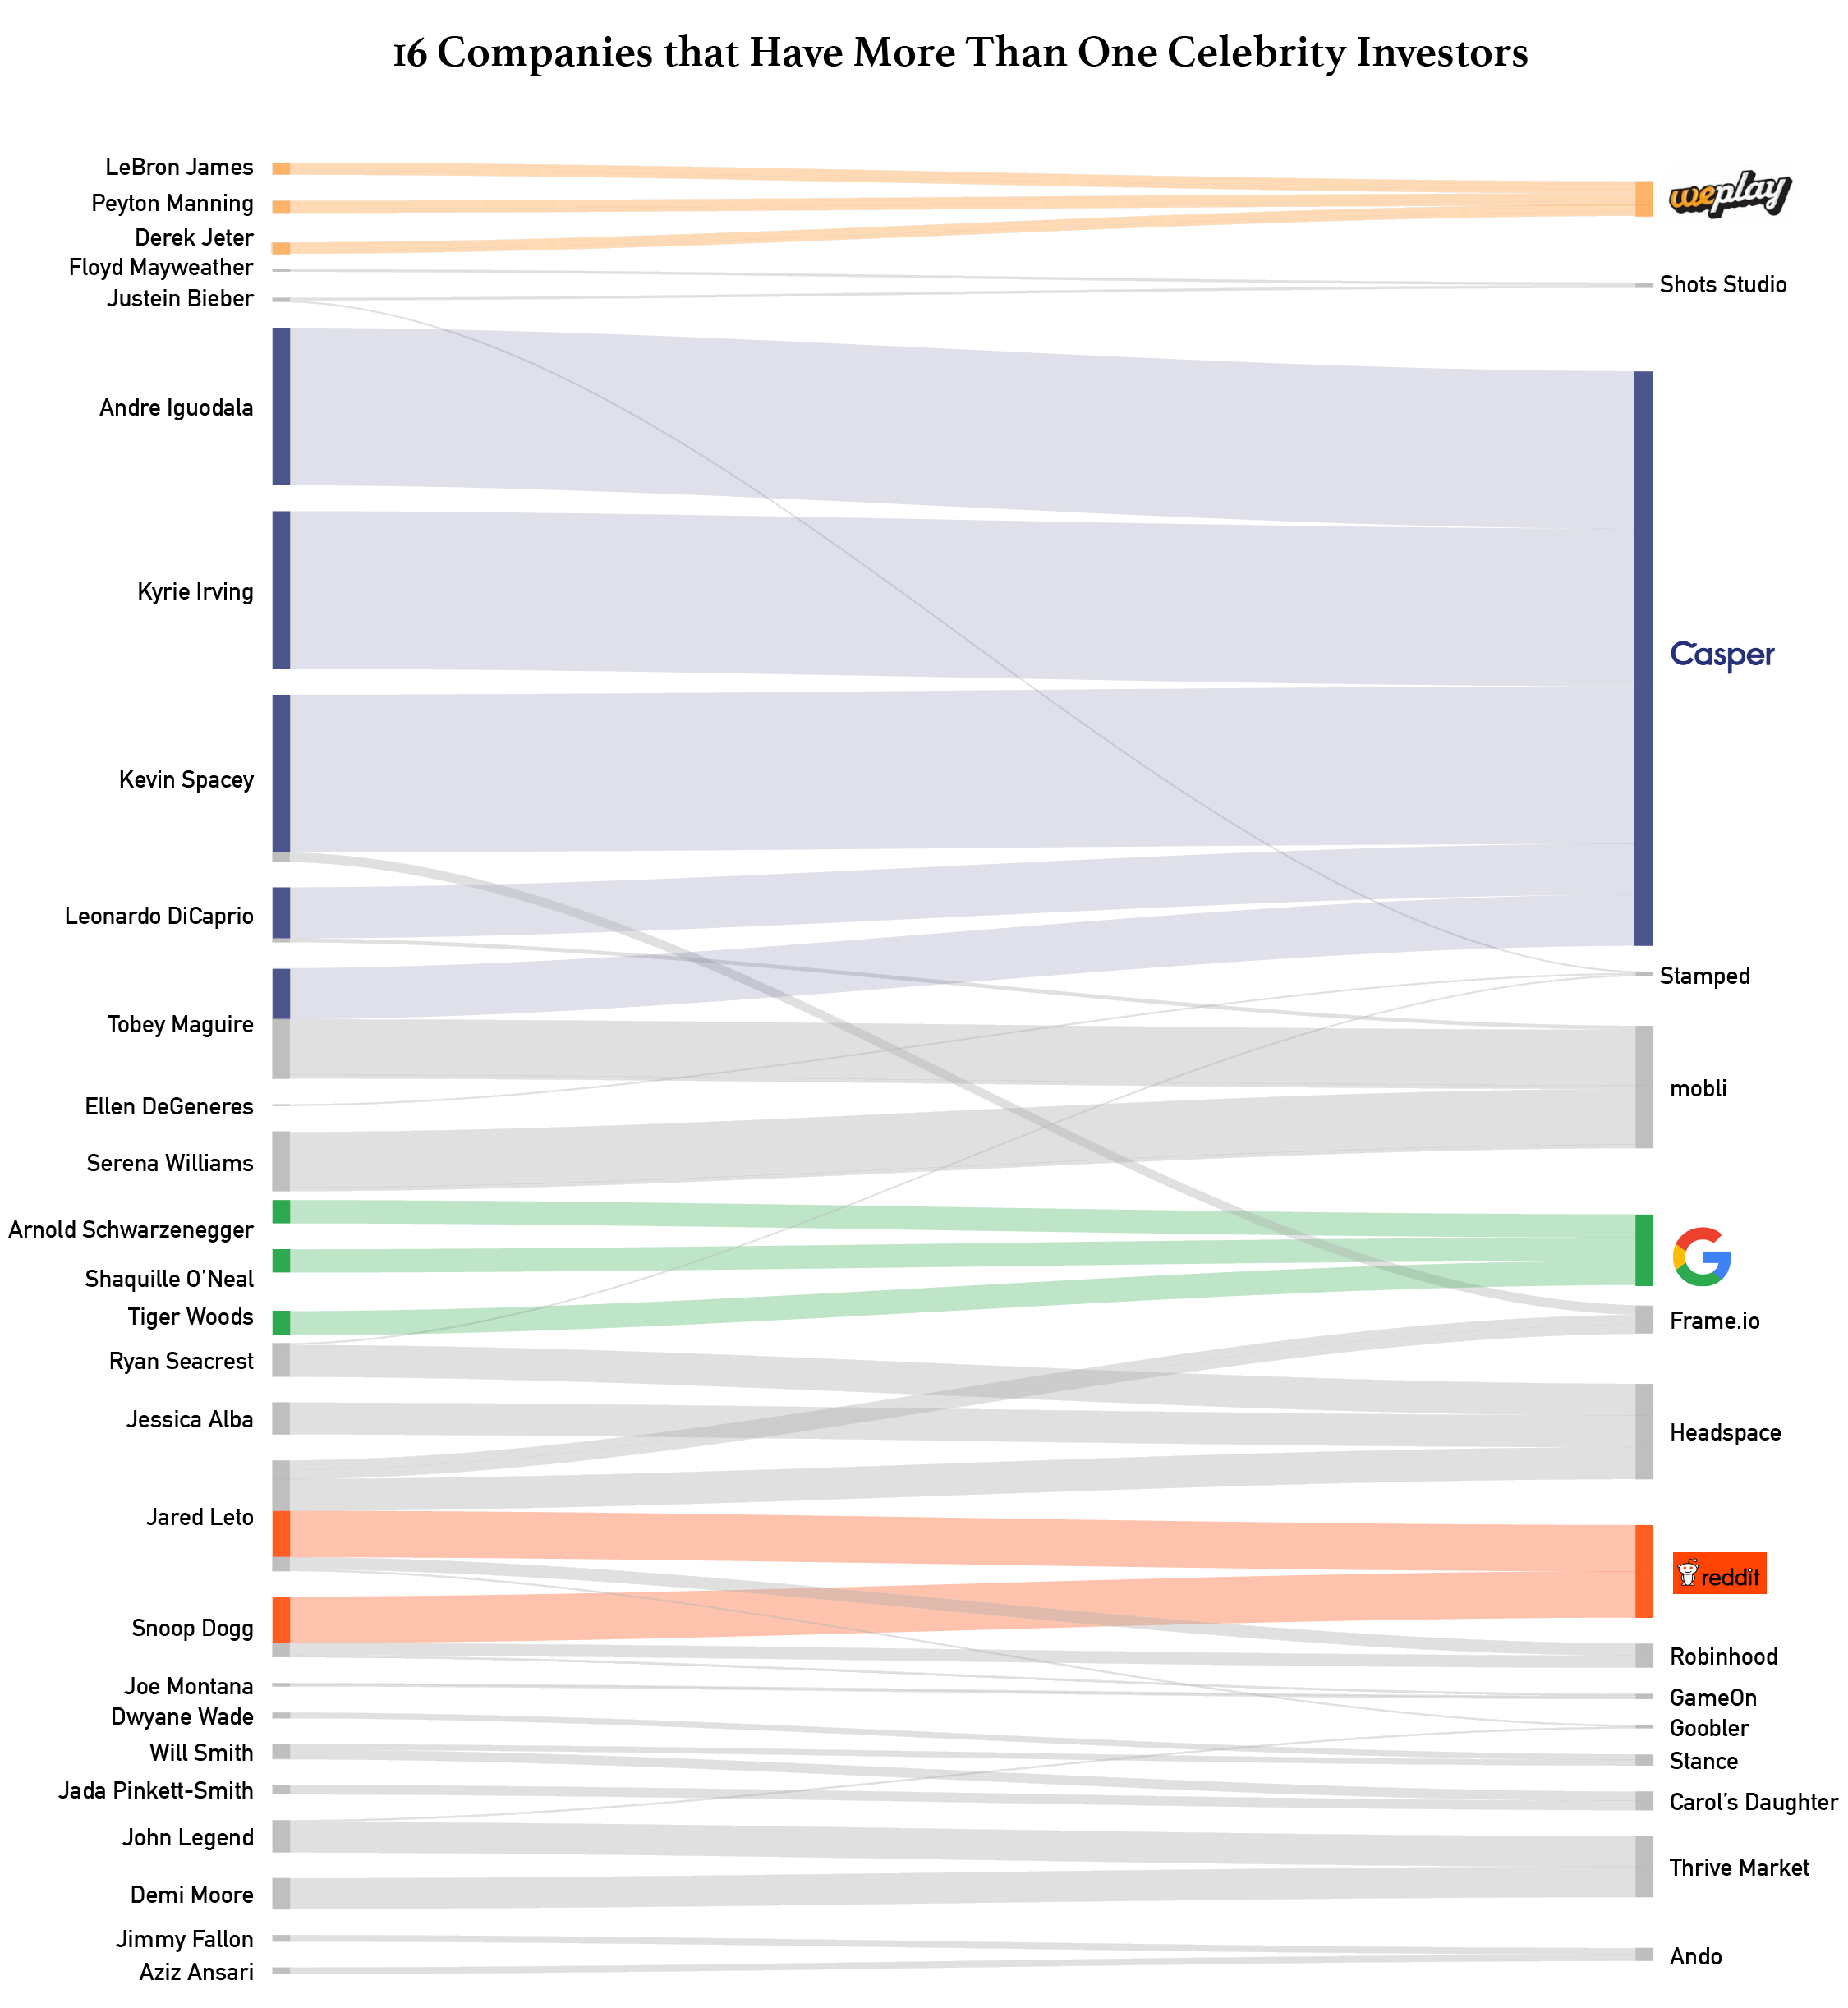 16 Companies that Have More Than One Celebrity Investors
LeBron James
Peyton Manning
Derek Jeter
Floyd Mayweather
Justein Bieber
Andre Iguodala
Kyrie Irving
Kevin Spacey
Leonardo DiCaprio
Tobey Maguire
Ellen DeGeneres
Serena Williams
Arnold Schwarzenegger
Shaquille O’Neal
Tiger Woods
Ryan Seacrest
Jessica Alba
Jared Leto
Snoop Dogg
Joe Montana
Dwyane Wade
Will Smith
Jada Pinkett-Smith
John Legend
Demi Moore
Jimmy Fallon
Aziz Ansari
weplay
Shots Studio
Casper
Stamped
mobli
G
Frame.io
Headspace
reddit
Robinhood
GameOn
Goobler
Stance
Carol’s Daughter
Thrive Market
Ando